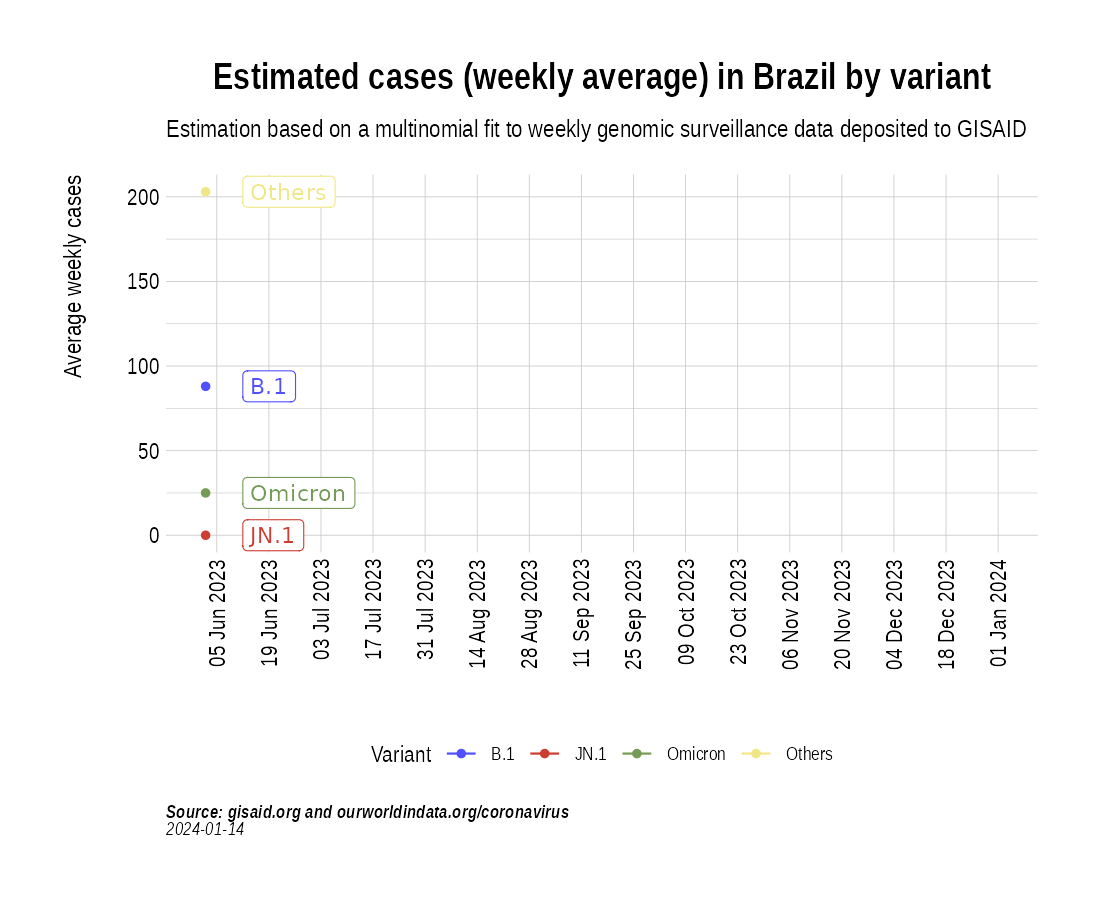 Estimated cases (weekly average) in Brazil by variant
Estimation based on a multinomial fit to weekly genomic surveillance data deposited to GISAID
Average weekly cases
200
150
100
50
0
Others
B.1
Omicron
JN.1
05 Jun 2023
19 Jun 2023
03 Jul 2023
17 Jul 2023
31 Jul 2023
14 Aug 2023
28 Aug 2023
11 Sep 2023
25 Sep 2023
09 Oct 2023
23 Oct 2023
06 Nov 2023
20 Nov 2023
04 Dec 2023
18 Dec 2023
01 Jan 2024
Variant B.1 JN.1 Omicron Others
Source: gisaid.org and ourworldindata.org/coronavirus
2024-01-14